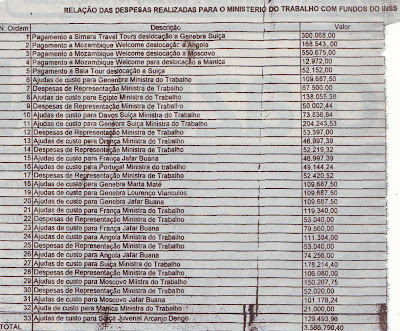 RELAÇÃO DAS DESPESAS REALIZADAS PARA O MINISTERIO DO TRABALHO COM FUNDOS DO INSS
N. Ordem Descrição Valor
1 Pagamento a Simara Travel Tours deslocação a Genebra Suiça 300.068,00
2 Pagamento a Mozambique Welcome deslocação a Angola 168.543,00
3 Pagamento a Mozambique Welcome deslocação a Moscovo 550.675,00
4 Pagamento a Mozambique Welcome para deslocação a Manica 12.972,00
5 Pagamento a Baia Tour deslocação a Suiça 52.152,00
6 Ajudas de custo para Genenbra Ministra do Trabalho 109.687,50
7 Despesas de Representação Ministra do Trabalho 67.500,00
8 Ajudas de custo para Egipto Ministra do Trabalho 138.055,38
9 Despesas de Representação Ministra do Trabalho 50.002,44
10 Ajudas de custo para Davos Suiça Ministra do Trabalho 73.836,84
11 Ajudas de custo para Genebra Suiça Ministra do Trabalho 204.243,53
12 Despesas de Representação Ministra de Trabalho 53.397,00
13 Ajudas de custo para França Ministra de Trabalho 46.997,39
14 Despesas de Representação Ministra de Trabalho 52.219,32
15 Ajudas de custo para França Jafar Buana 46.997,39
16 Ajudas de custo para Portugal Ministra do trabalho 49.144,24
17 Despesas de Representação Ministra de Trabalho 52.420,52
18 Ajudas de custo para Genebra Marta Maté 109.687,50
19 Ajudas de custo para Genebra Lourenço Vianculos 109.687,50
20 Ajudas de custo para Genebra Jafar Buana 109.687,50
21 Ajudas de custo para França Ministra de Trabalho 119.340,00
22 Despesas de Representação Ministra de Trabalho 53.040,00
23 Ajudas de custo para França Jafar Buana 79.560,00
24 Ajudas de custo para Angola Ministra do Trabalho 111.384,00
25 Despesas de Representação Ministra de Trabalho 53.040,00
26 Ajudas de custo para Angola Jafar Buana 74.256,00
27 Ajudas de custo para Suiça Ministra do Trabalho 178.214,40
28 Despesas de Representação Ministra de Trabalho 106.080,00
29 Ajudas de custo para Moscovo Ministra do Trabalho 150.207,75
30 Despesas de Representação Ministra de Trabalho 52.020,00
31 Ajudas de custo para Moscovo Jafar Buana 101.178,24
32 Ajuda de custo para Manica Ministra do Trabalho 21.000,00
33 Ajudas de custo para Suiça Juvenal Arcanjo Dengo 129.493,96
TOTAL 3.586.790,40